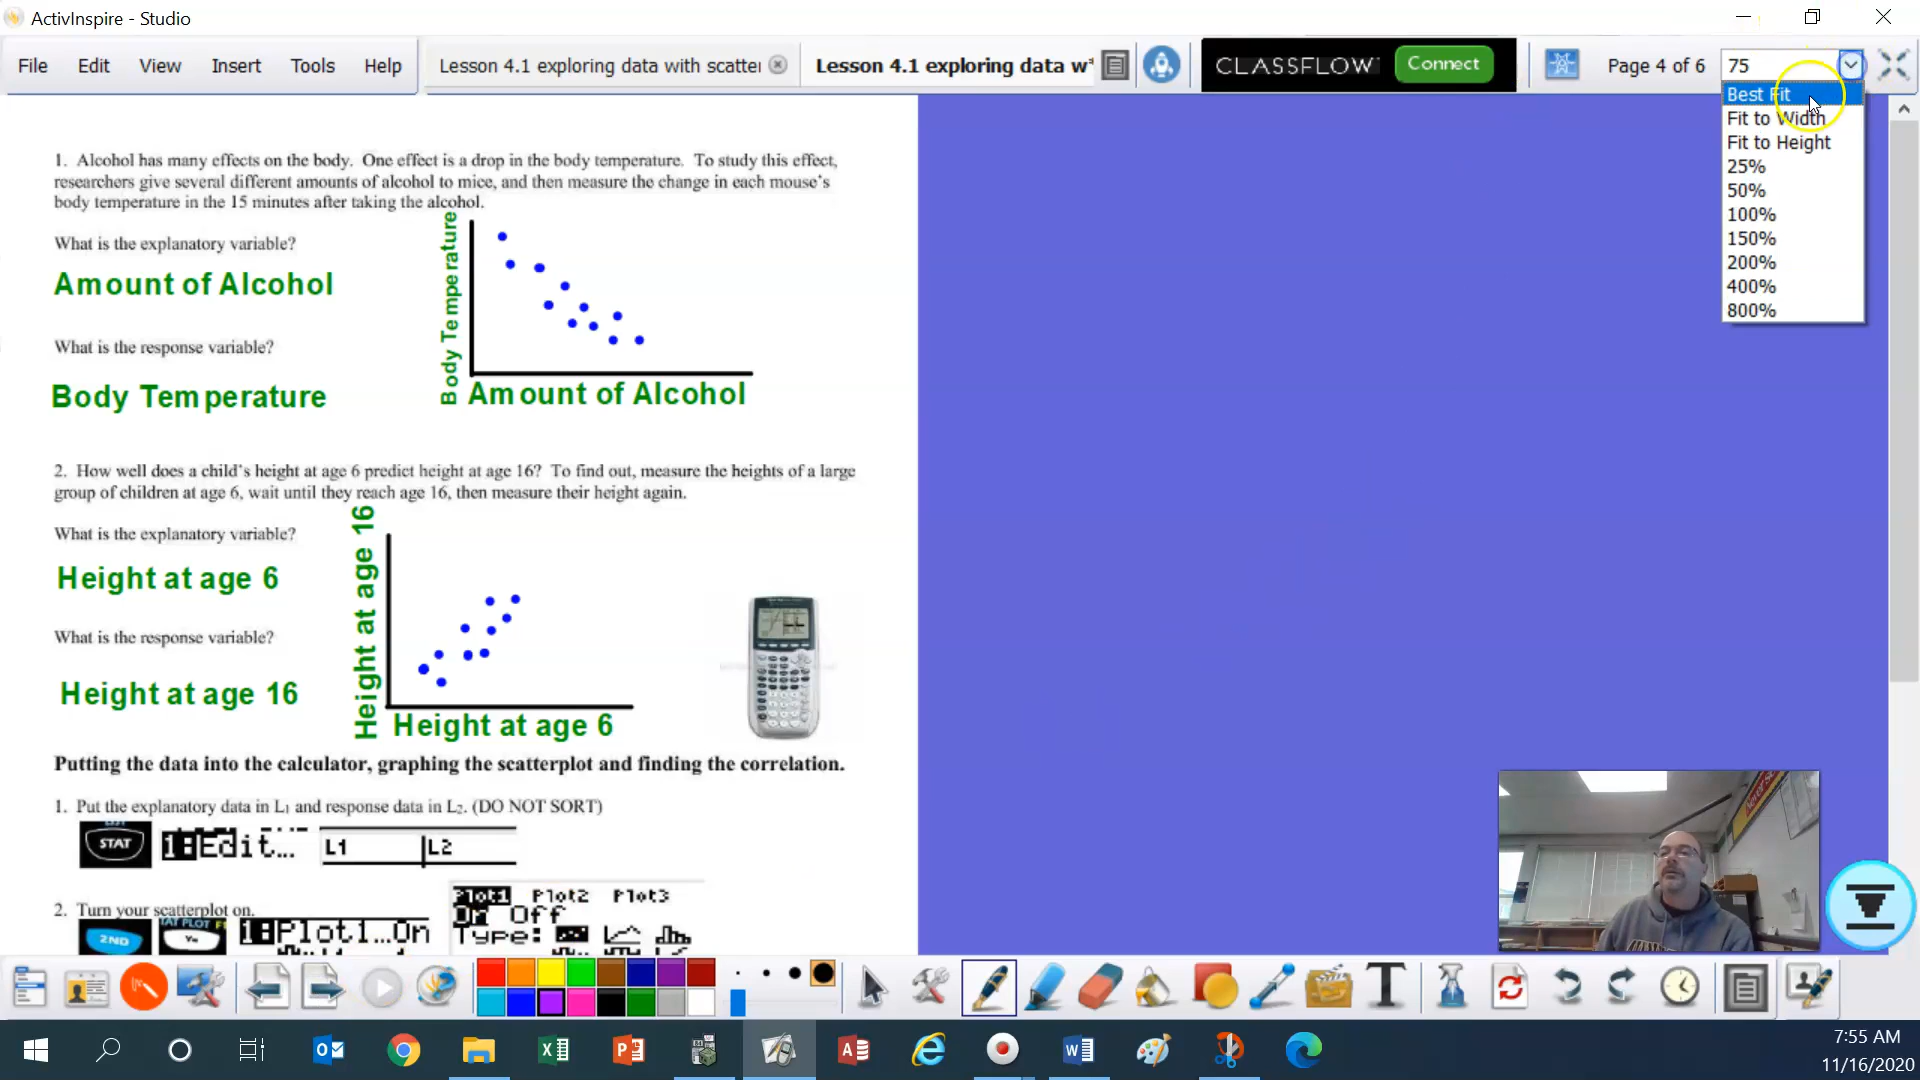 ActivInspire - Studio
File Edit View Insert Tools Help
Lesson 4.1 exploring data with scatter
Lesson 4.1 exploring data w*
CLASSFLOW
Connect
Page 4 of 6
75
Best Fit
Fit to Width
Fit to Height
25%
50%
100%
150%
200%
400%
800%
1. Alcohol has many effects on the body. One effect is a drop in the body temperature. To study this effect,
researchers give several different amounts of alcohol to mice, and then measure the change in each mouse's
body temperature in the 15 minutes after taking the alcohol.
What is the explanatory variable?
Amount of Alcohol
What is the response variable?
Body Temperature
Body Temperature
Amount of Alcohol
2. How well does a child's height at age 6 predict height at age 16? To find out, measure the heights of a large
group of children at age 6, wait until they reach age 16, then measure their height again.
What is the explanatory variable?
Height at age 6
What is the response variable?
Height at age 16
Height at age 16
Height at age 6
Putting the data into the calculator, graphing the scatterplot and finding the correlation.
1. Put the explanatory data in L1 and response data in L2. (DO NOT SORT)
STAT 1:Edit... L1 L2
2. Turn your scatterplot on.
2ND
STAT PLOT
Y=
1:Plot1...On
Plot1 Plot2 Plot3
On Off
Type:
T
7:55 AM
11/16/2020